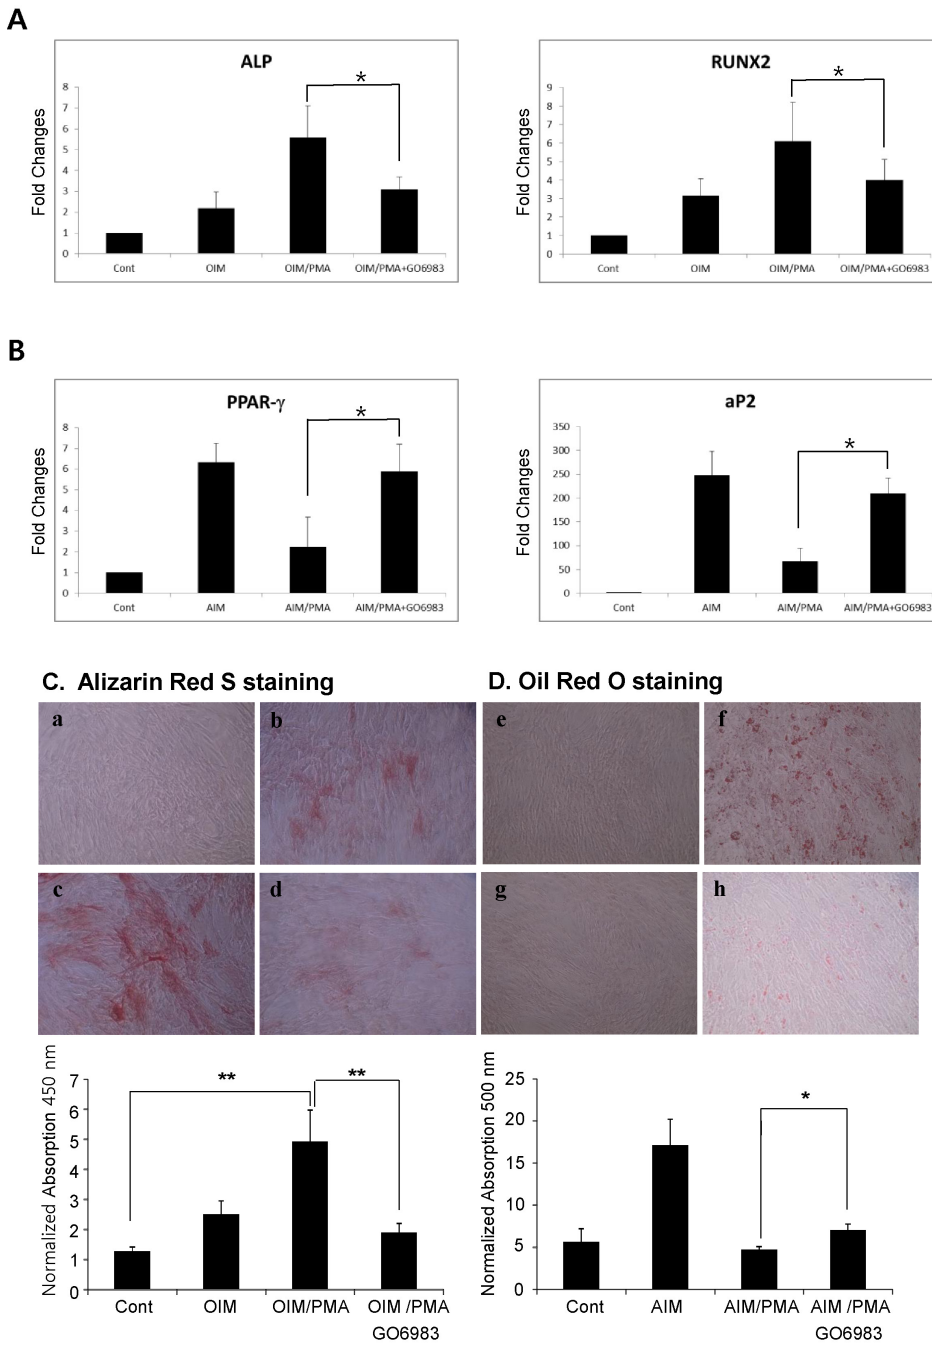 A
ALP
Fold Changes
8
7
6
5
4
3
2
1
0
*
Cont OIM OIM/PMA OIM/PMA+GO6983
RUNX2
Fold Changes
9
8
7
6
5
4
3
2
1
0
*
Cont OIM OIM/PMA OIM/PMA+GO6983
B
PPAR-γ
Fold Changes
8
7
6
5
4
3
2
1
0
*
Cont AIM AIM/PMA AIM/PMA+GO6983
aP2
Fold Changes
350
300
250
200
150
100
50
0
*
Cont AIM AIM/PMA AIM/PMA+GO6983
C. Alizarin Red S staining
a b
c d
Normalized Absorption 450 nm
7
6
5
4
3
2
1
0
** **
Cont OIM OIM/PMA OIM /PMA
GO6983
D. Oil Red O staining
e f
g h
Normalized Absorption 500 nm
25
20
15
10
5
0
*
Cont AIM AIM/PMA AIM /PMA
GO6983